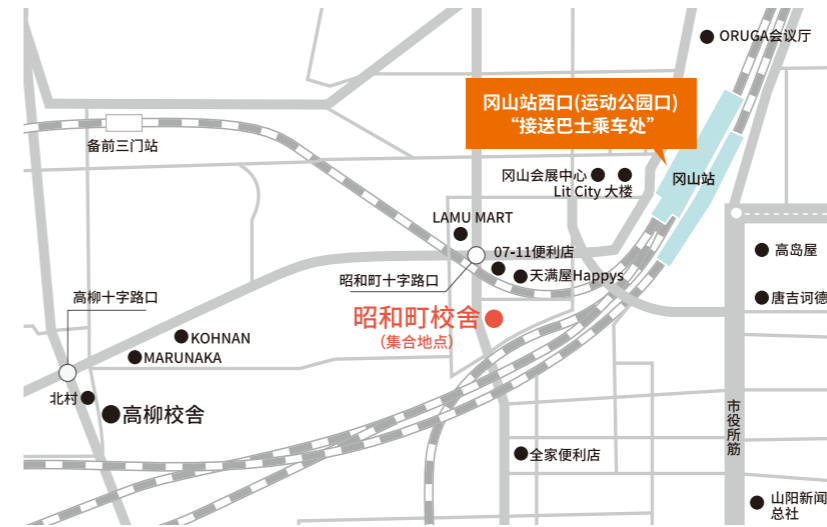 ORUGA会议厅
冈山站西口(运动公园口)
“接送巴士乘车处”
备前三门站
冈山会展中心
Lit City 大楼
冈山站
LAMU MART
07-11便利店
高岛屋
昭和町十字路口
天满屋Happys
高柳十字路口
唐吉诃德
昭和町校舍
(集合地点)
KOHNAN
MARUNAKA
北村
高柳校舍
市役所筋
全家便利店
山阳新闻
总社